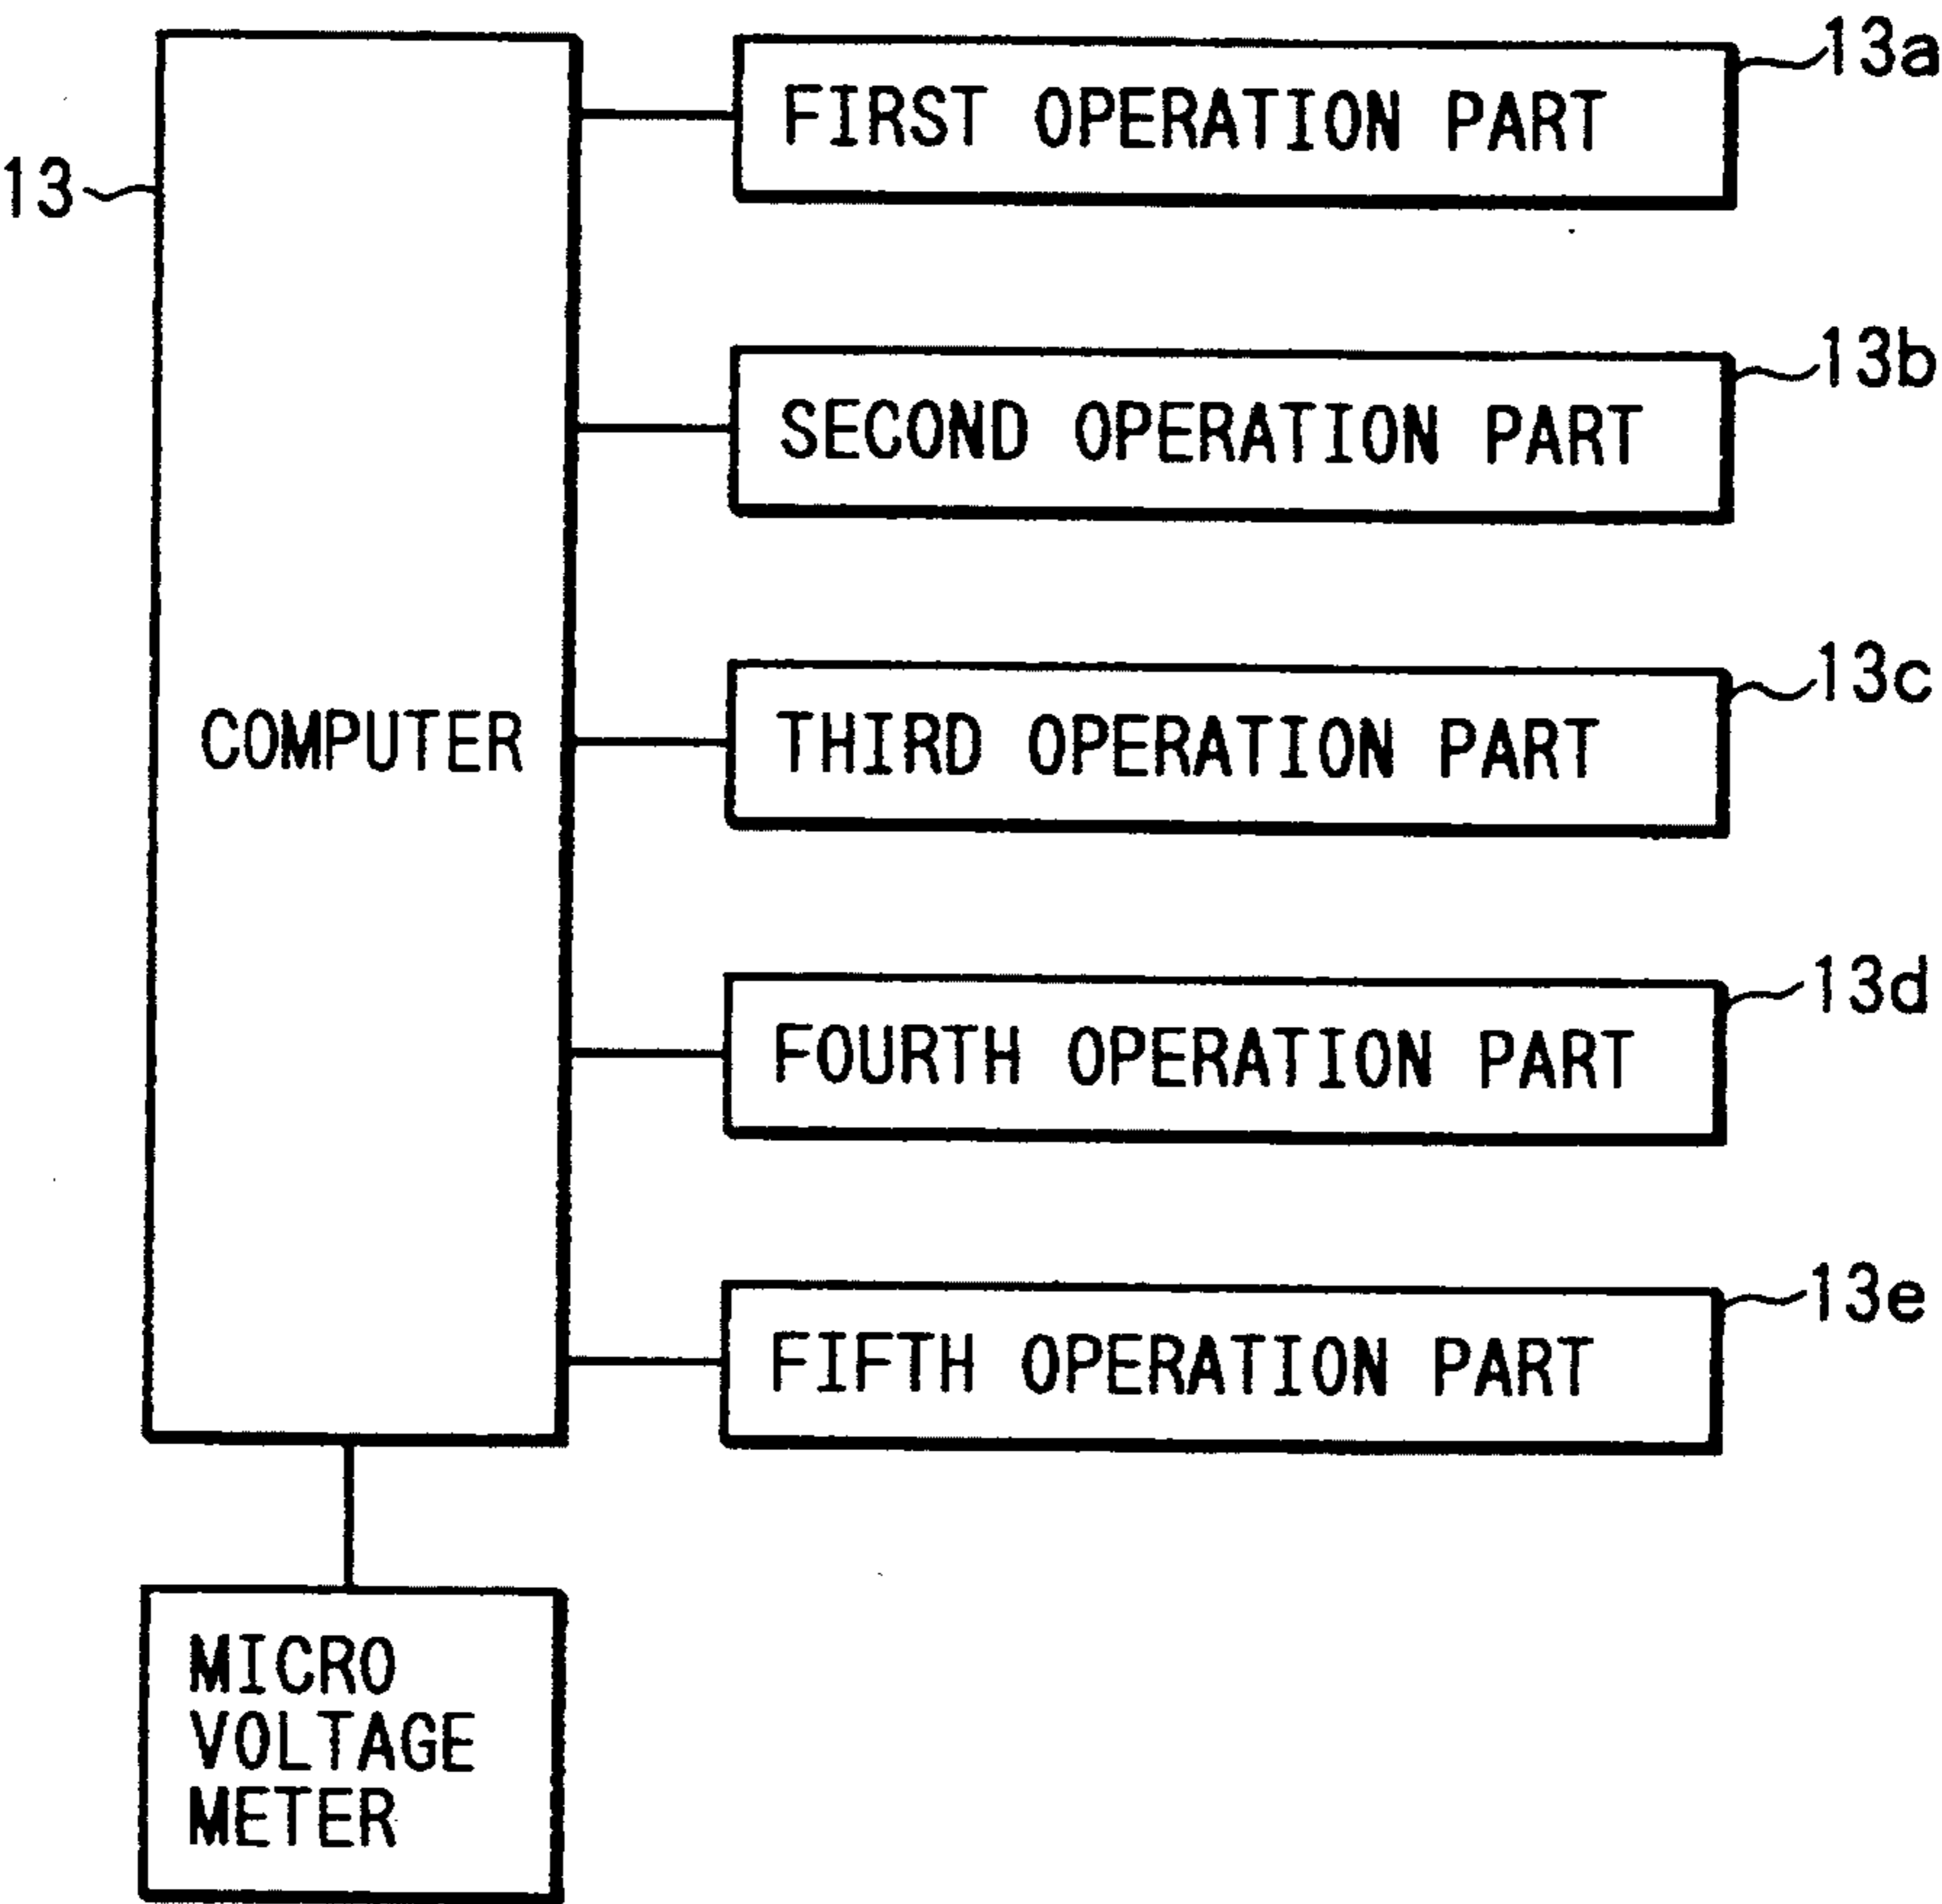 13a
FIRST OPERATION PART
13
13b
SECOND OPERATION PART
13c
THIRD OPERATION PART
COMPUTER
13d
FOURTH OPERATION PART
13e
FIFTH OPERATION PART
MICRO
VOLTAGE
METER